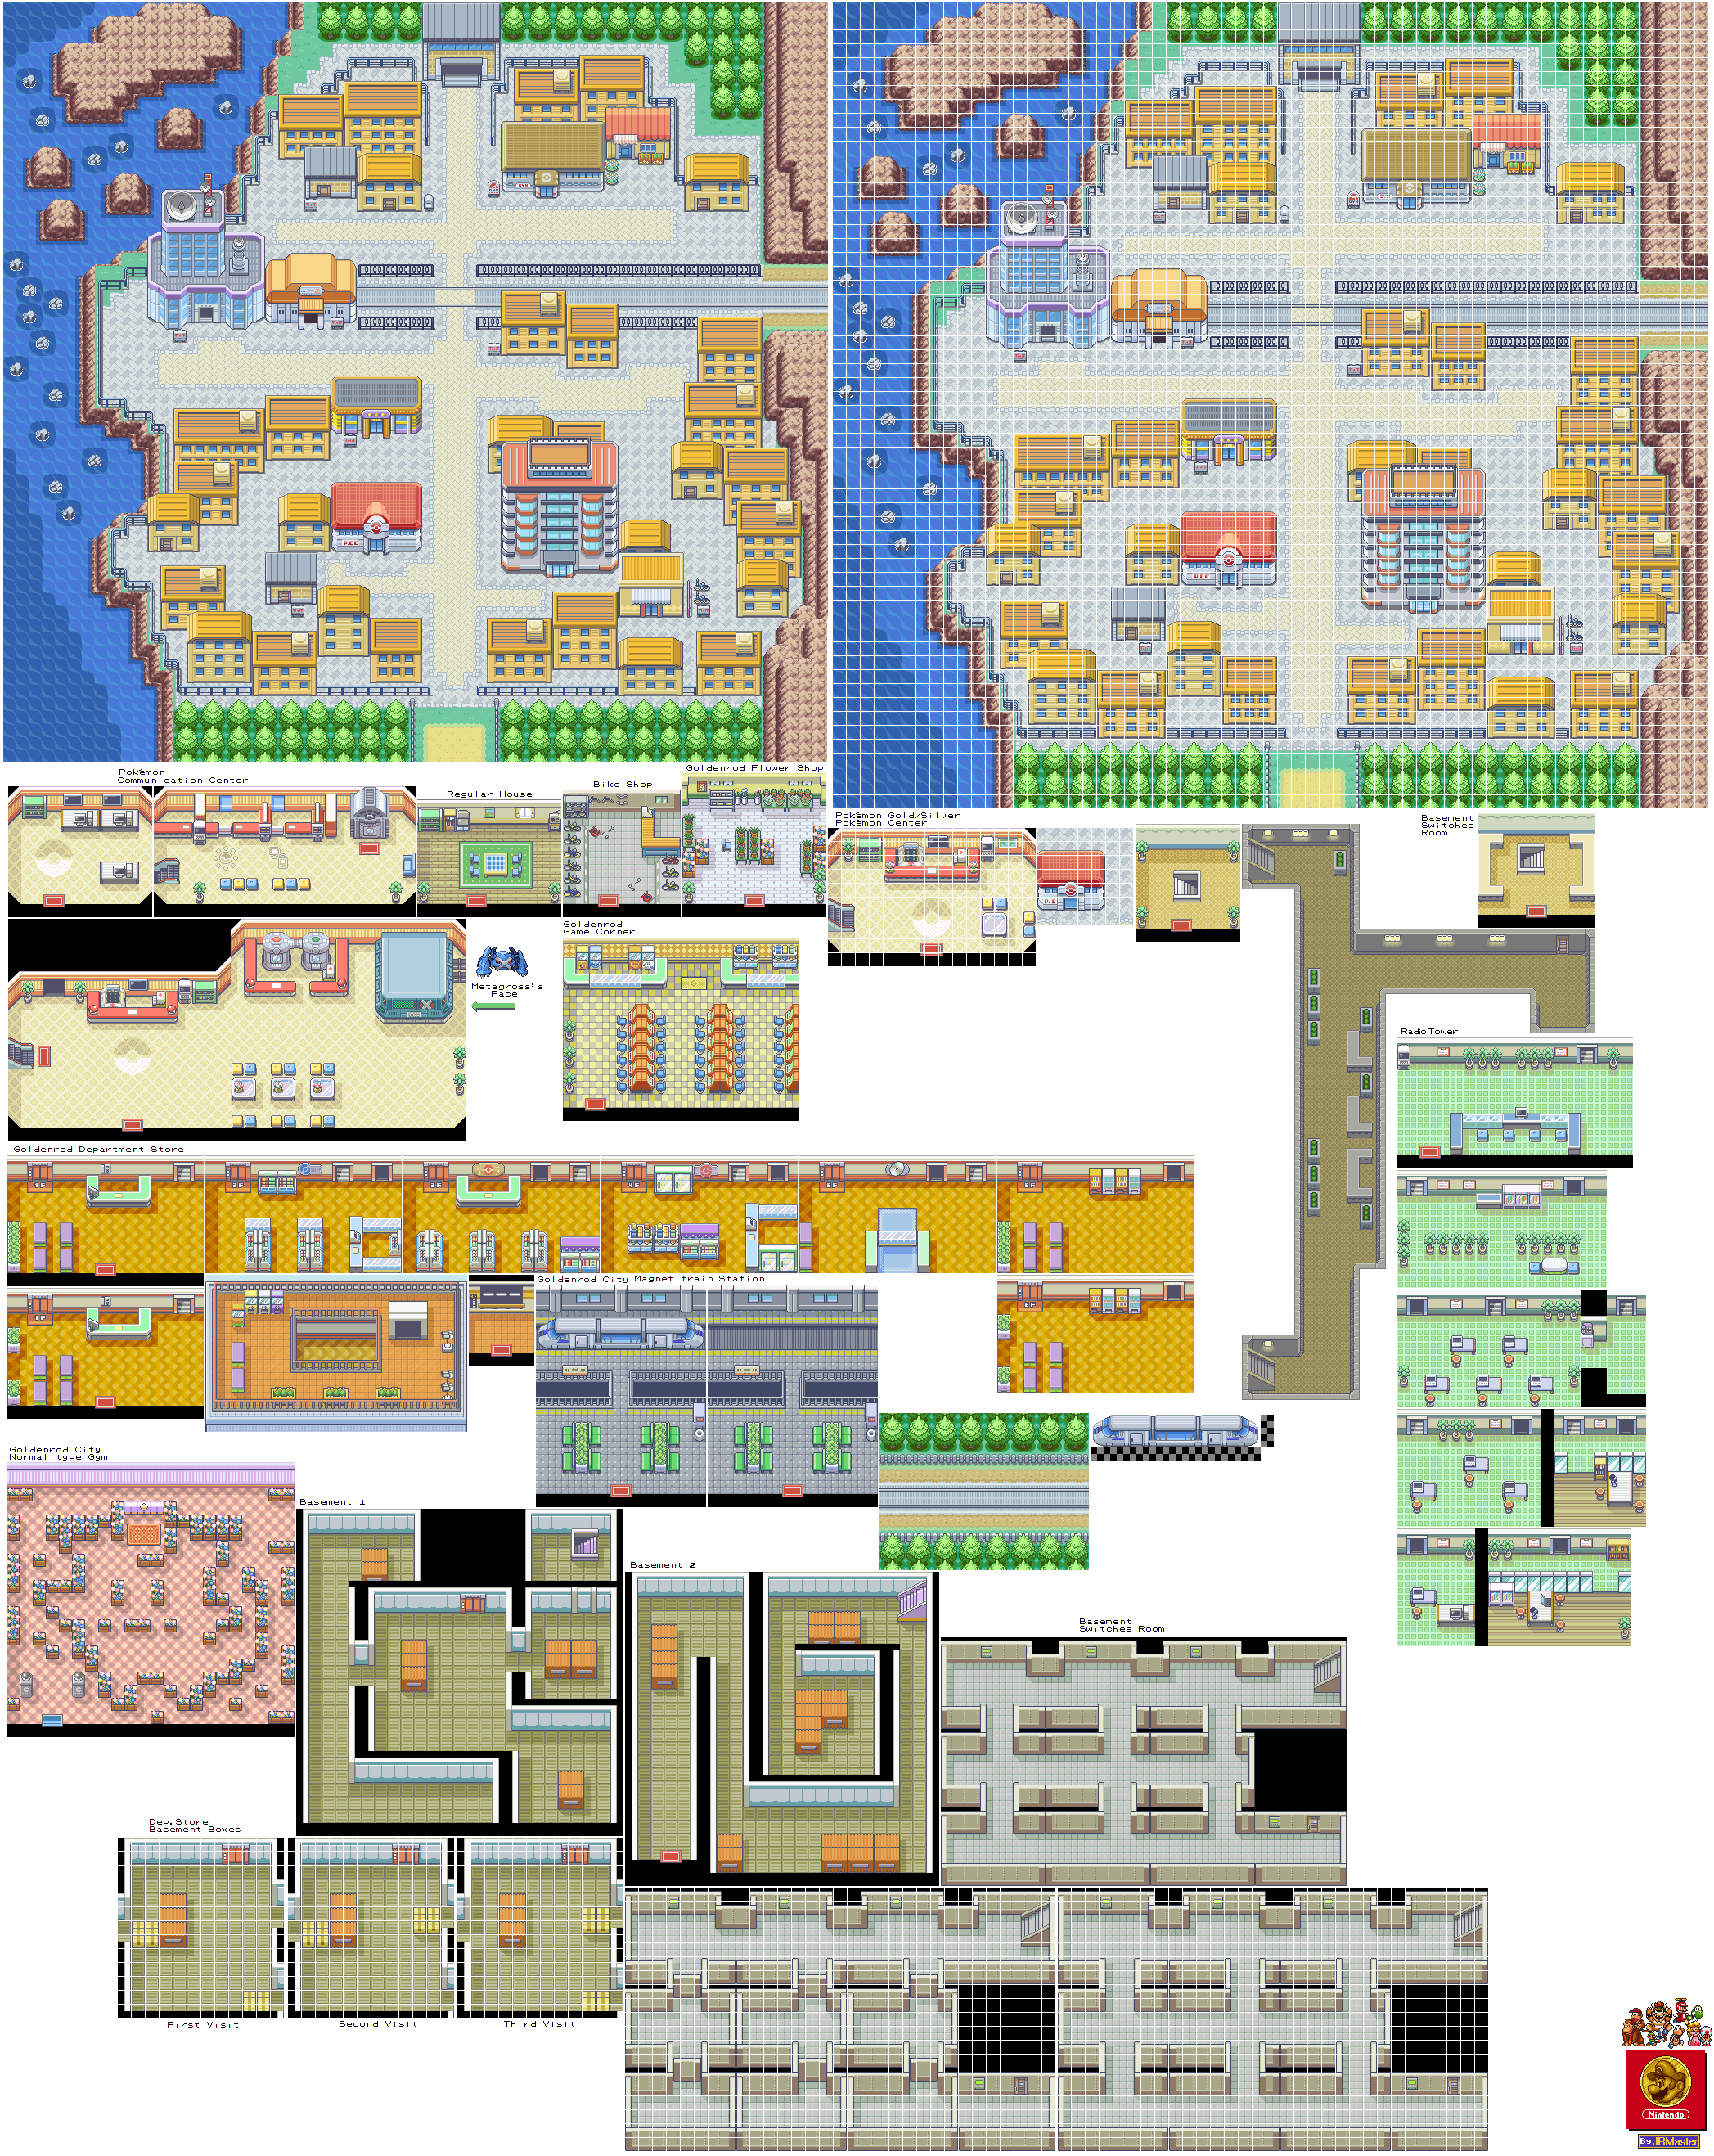 GYM
P.C.C
Pokémon
Communication Center
Regular House
Bike Shop
Goldenrod Flower Shop
Pokémon Gold/Silver
Pokémon Center
P.C
Basement
Switches
Room
Goldenrod
Game Corner
Metagross's
Face
Radio Tower
Goldenrod Department Store
1F
2F
3F
4F
5F
6F
Goldenrod City Magnet train Station
Goldenrod City
Normal type Gym
Basement 1
Basement 2
Basement
Switches Room
Dep.Store
Basement Boxes
First Visit
Second Visit
Third Visit
Nintendo
By JRMaster